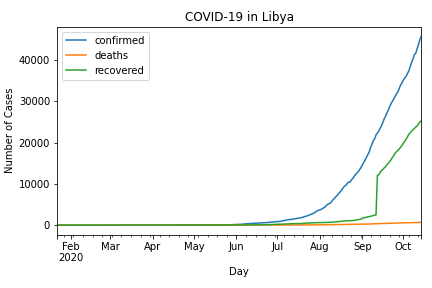 COVID-19 in Libya
confirmed
deaths
recovered
Number of Cases
40000
30000
20000
10000
0
Feb Mar Apr May Jun Jul Aug Sep Oct
2020
Day